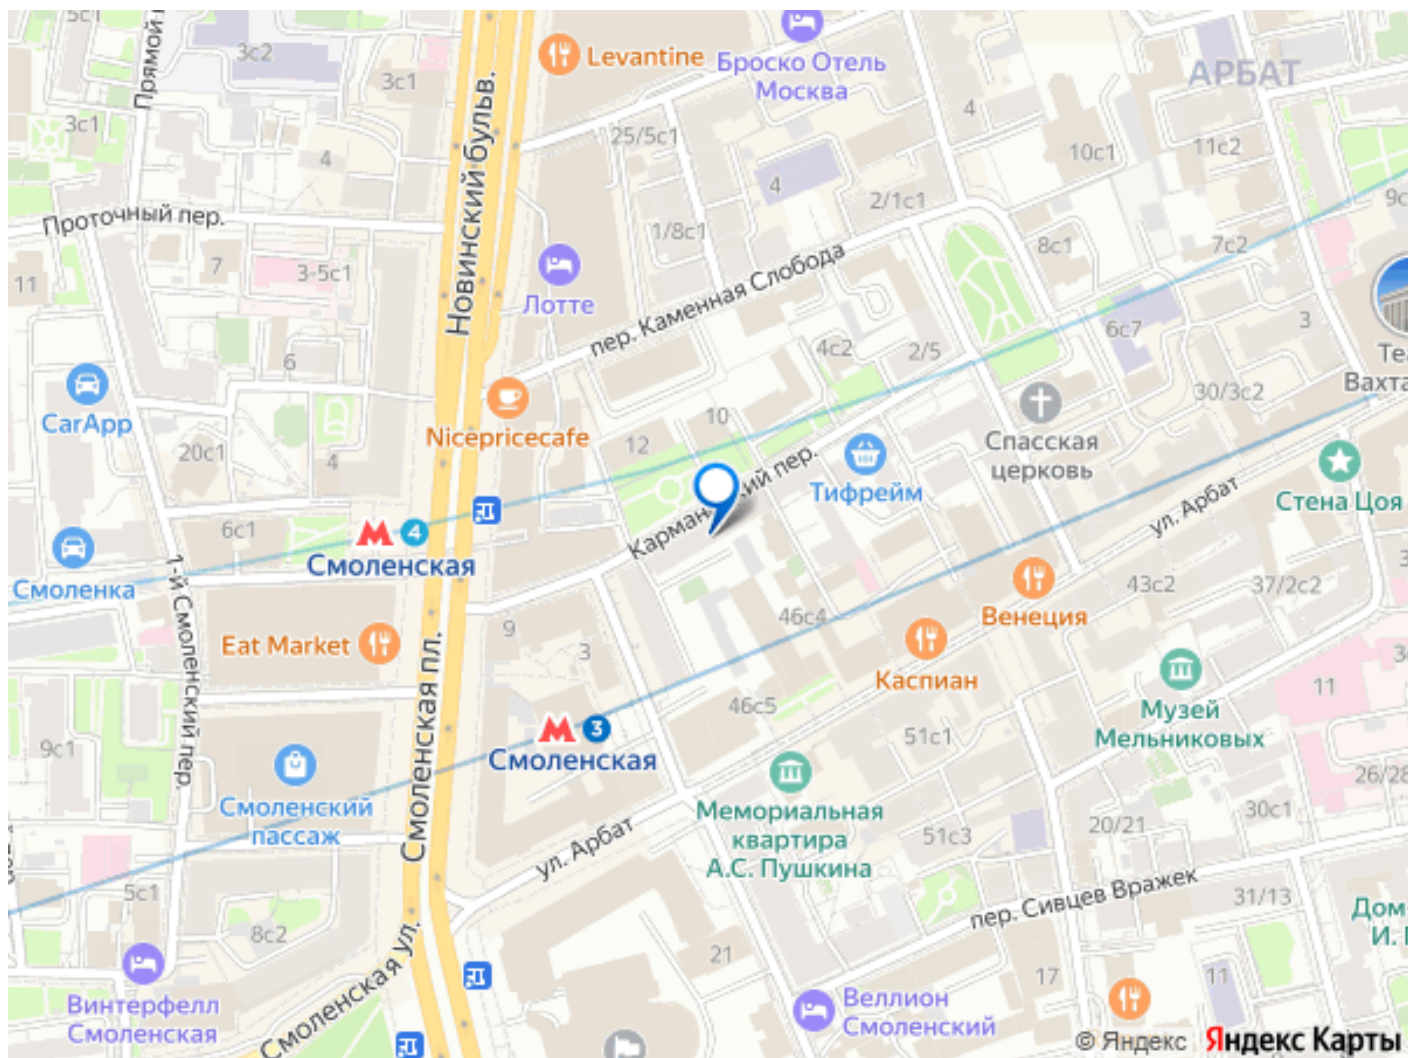 5с1
3с2
Прямой
3с1
3с1
4
Levantine
Броско Отель
Москва
АРБАТ
4
25/5с1
10с1
11с2
4
2/1с1
Проточный пер.
Новинский бульв.
7
3-5с1
11
1/8с1
8с1
7с2
Лотте
пер. Каменная Слобода
6с7
3
6
4с2
2/5
CarApp
Nicepricecafe
10
12
30/3с2
Спасская
церковь
20с1
4
Тифрейм
Стена Цоя
ул. Арбат
6с1
4
Смоленская
Смоленка
1-й Смоленский пер.
43с2
37/2с2
Венеция
46с4
Eat Market
9
3
Каспиан
Смоленская пл.
11
46с5
51с1
Музей
Мельниковых
9с1
3
Смоленская
Смоленский
пассаж
Мемориальная
квартира
А.С. Пушкина
26/28
30с1
20/21
51с3
ул. Арбат
5с1
8с2
пер. Сивцев Вражек
31/13
21
17
11
Винтерфелл
Смоленская
Смоленская ул.
Веллион
Смоленский
© Яндекс Яндекс Карты